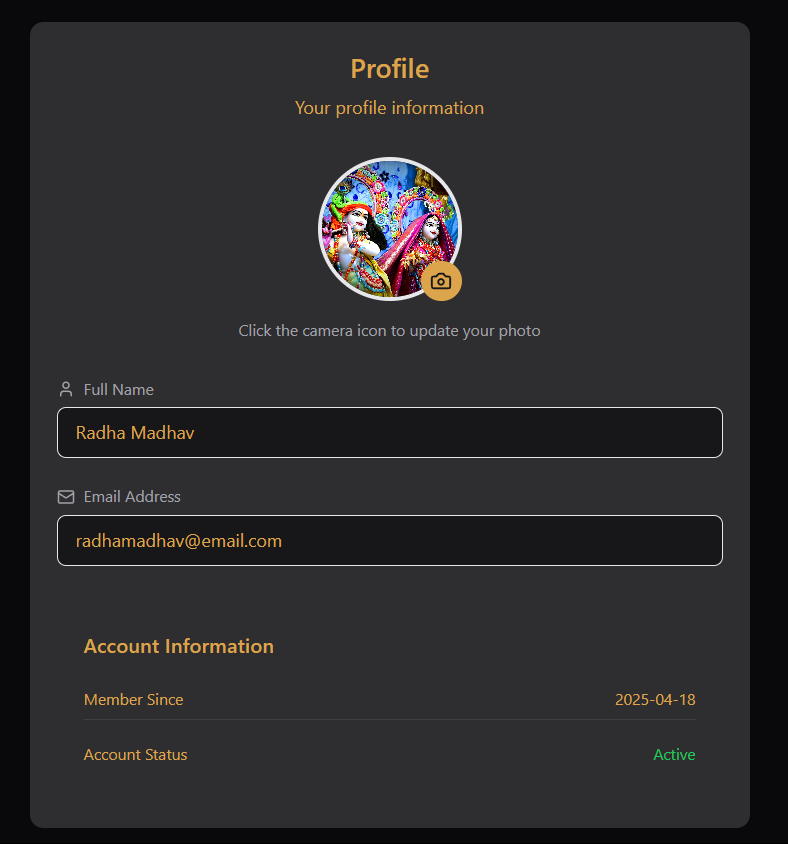 Profile
Your profile information
Click the camera icon to update your photo
Full Name
Radha Madhav
Email Address
radhamadhav@email.com
Account Information
Member Since 2025-04-18
Account Status Active